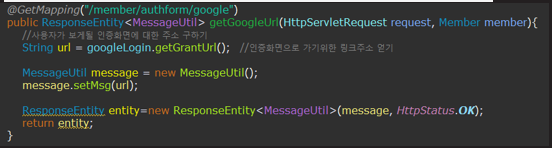 @GetMapping("/member/authform/google")
public ResponseEntity<MessageUtil> getGoogleUrl(HttpServletRequest request, Member member){
//사용자가 보게될 인증화면에 대한 주소 구하기
String url = googleLogin.getGrantUrl(); //인증화면으로 가기위한 링크주소 얻기
MessageUtil message = new MessageUtil();
message.setMsg(url);
ResponseEntity entity=new ResponseEntity<MessageUtil>(message, HttpStatus.OK);
return entity;
}